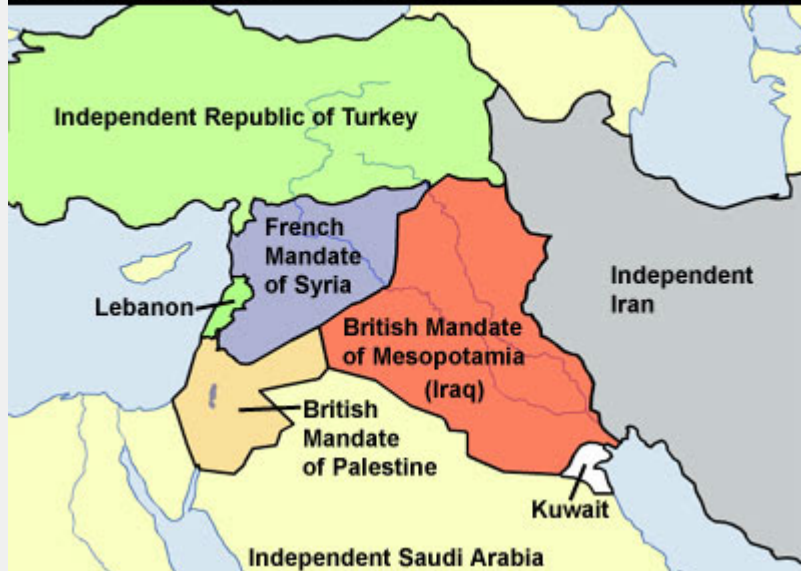 Independent Republic of Turkey
French
Mandate
of Syria
Lebanon
Independent
Iran
British Mandate
of Mesopotamia
(Iraq)
British
Mandate
of Palestine
Kuwait
Independent Saudi Arabia